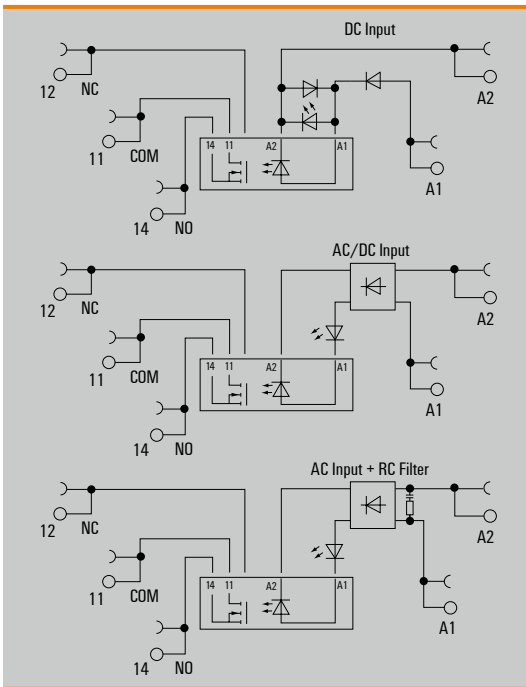 DC Input
12 NC
A2
14 11 A2 A1
11 COM
A1
14 NO
AC/DC Input
12 NC
A2
14 11 A2 A1
11 COM
A1
14 NO
AC Input + RC Filter
12 NC
A2
14 11 A2 A1
11 COM
A1
14 NO